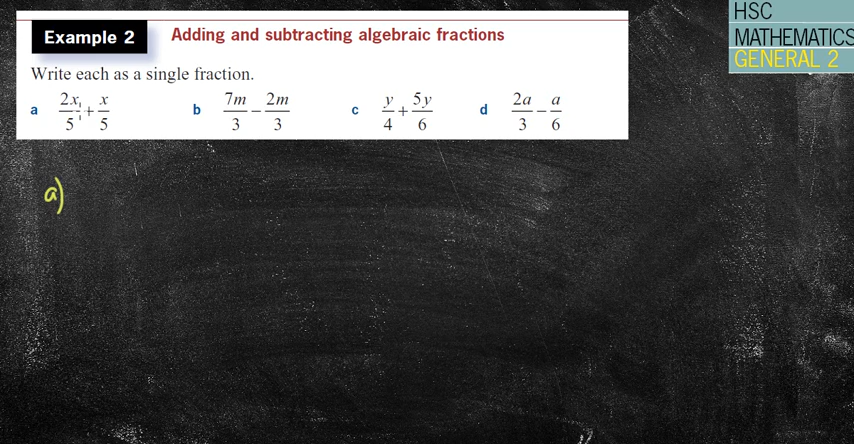 Example 2 Adding and subtracting algebraic fractions
Write each as a single fraction.
a 2x/5 + x/5 b 7m/3 − 2m/3 c y/4 + 5y/6 d 2a/3 − a/6
a)
HSC
MATHEMATICS
GENERAL 2